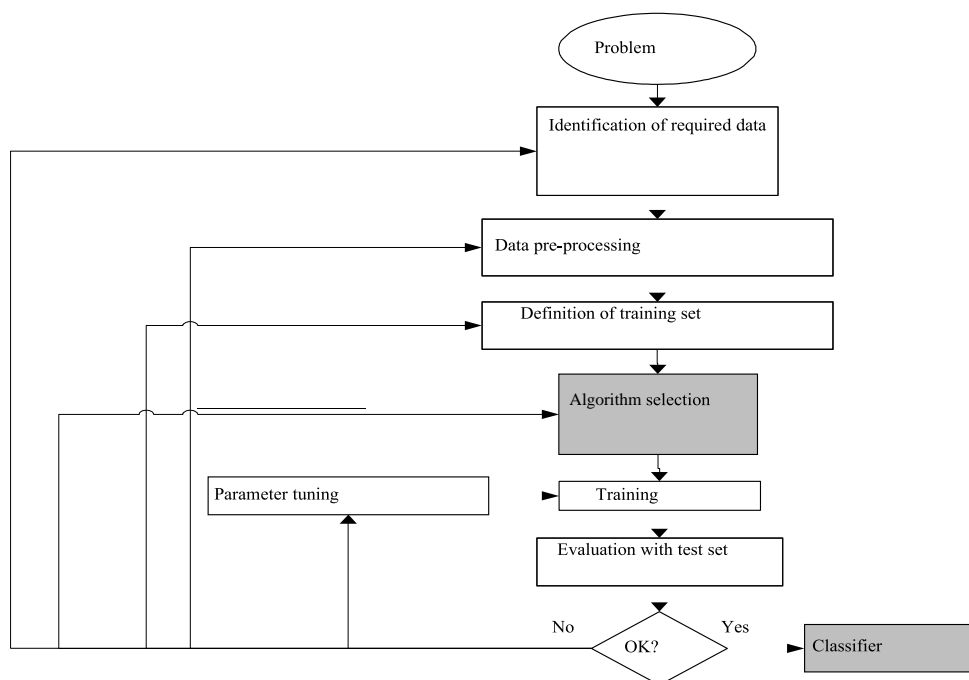 Problem
Identification of required data
Data pre-processing
Definition of training set
Algorithm selection
Parameter tuning
Training
Evaluation with test set
No
Yes
OK?
Classifier